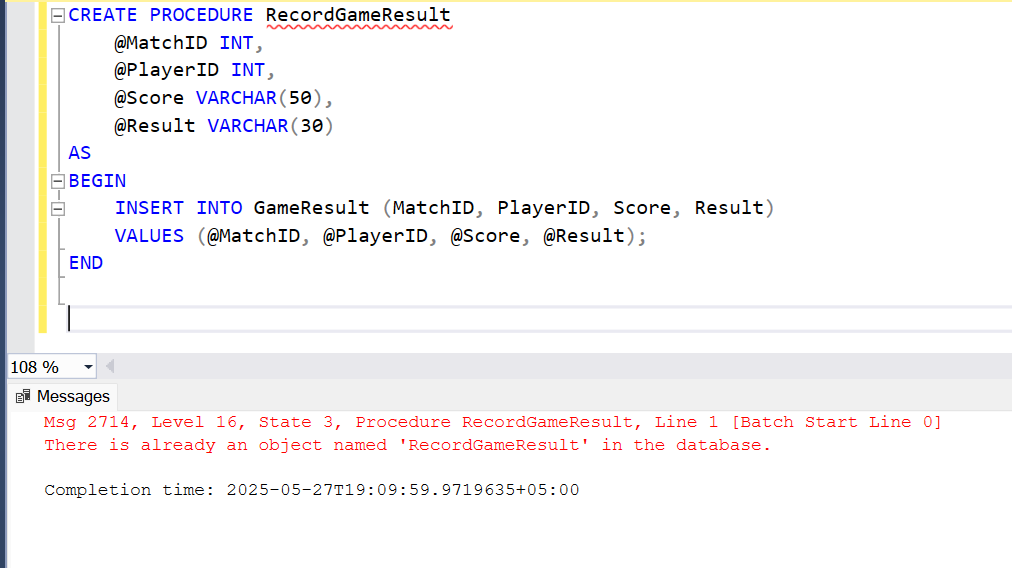 CREATE PROCEDURE RecordGameResult
@MatchID INT,
@PlayerID INT,
@Score VARCHAR(50),
@Result VARCHAR(30)
AS
BEGIN
INSERT INTO GameResult (MatchID, PlayerID, Score, Result)
VALUES (@MatchID, @PlayerID, @Score, @Result);
END
108 %
Messages
Msg 2714, Level 16, State 3, Procedure RecordGameResult, Line 1 [Batch Start Line 0]
There is already an object named 'RecordGameResult' in the database.
Completion time: 2025-05-27T19:09:59.9719635+05:00